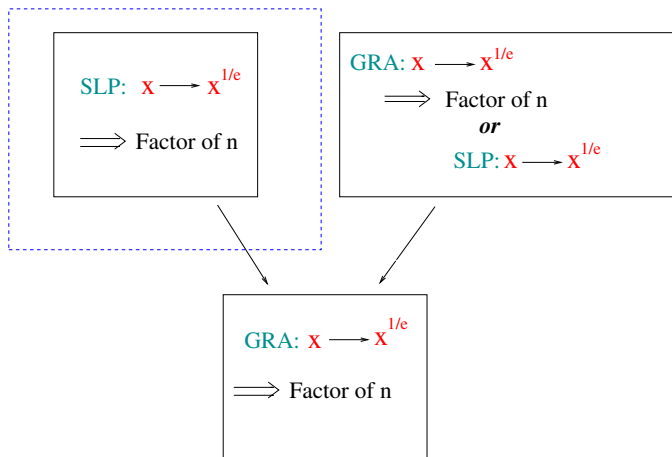 SLP: x → x^{1/e}
⟹ Factor of n
GRA: x → x^{1/e}
⟹ Factor of n
or
SLP: x → x^{1/e}
GRA: x → x^{1/e}
⟹ Factor of n